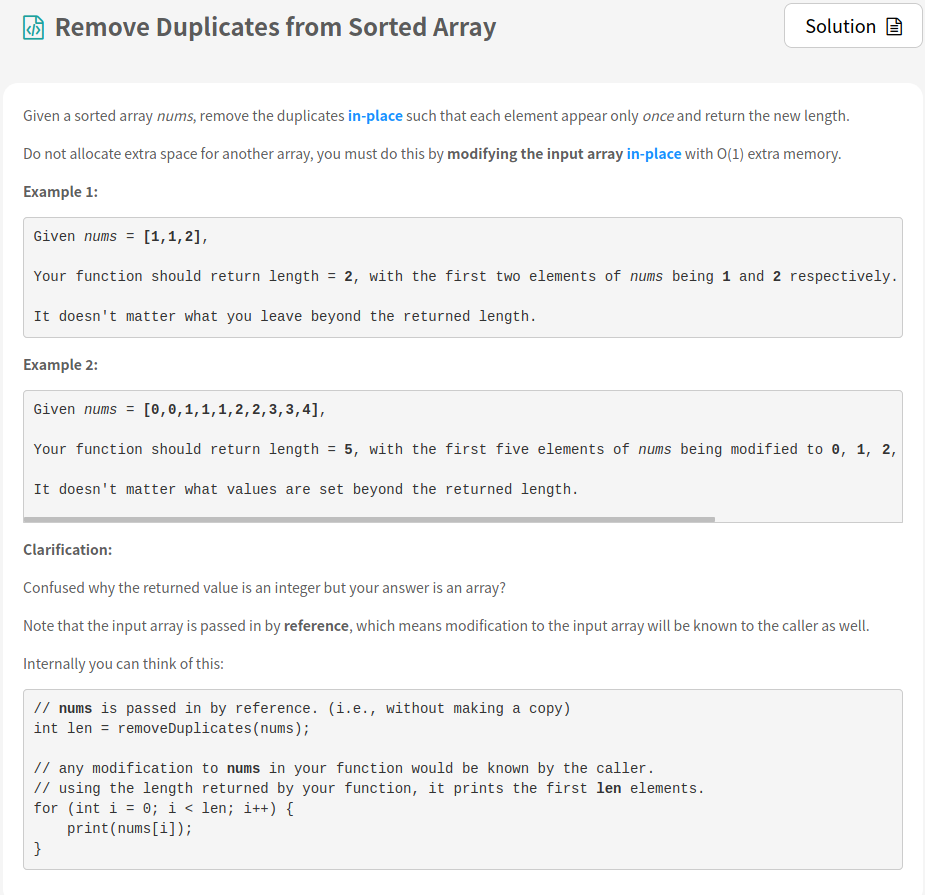 Remove Duplicates from Sorted Array
Solution
Given a sorted array nums, remove the duplicates in-place such that each element appear only once and return the new length.
Do not allocate extra space for another array, you must do this by modifying the input array in-place with O(1) extra memory.
Example 1:
Given nums = [1,1,2],
Your function should return length = 2, with the first two elements of nums being 1 and 2 respectively.
It doesn't matter what you leave beyond the returned length.
Example 2:
Given nums = [0,0,1,1,1,2,2,3,3,4],
Your function should return length = 5, with the first five elements of nums being modified to 0, 1, 2,
It doesn't matter what values are set beyond the returned length.
Clarification:
Confused why the returned value is an integer but your answer is an array?
Note that the input array is passed in by reference, which means modification to the input array will be known to the caller as well.
Internally you can think of this:
// nums is passed in by reference. (i.e., without making a copy)
int len = removeDuplicates(nums);
// any modification to nums in your function would be known by the caller.
// using the length returned by your function, it prints the first len elements.
for (int i = 0; i < len; i++) {
    print(nums[i]);
}